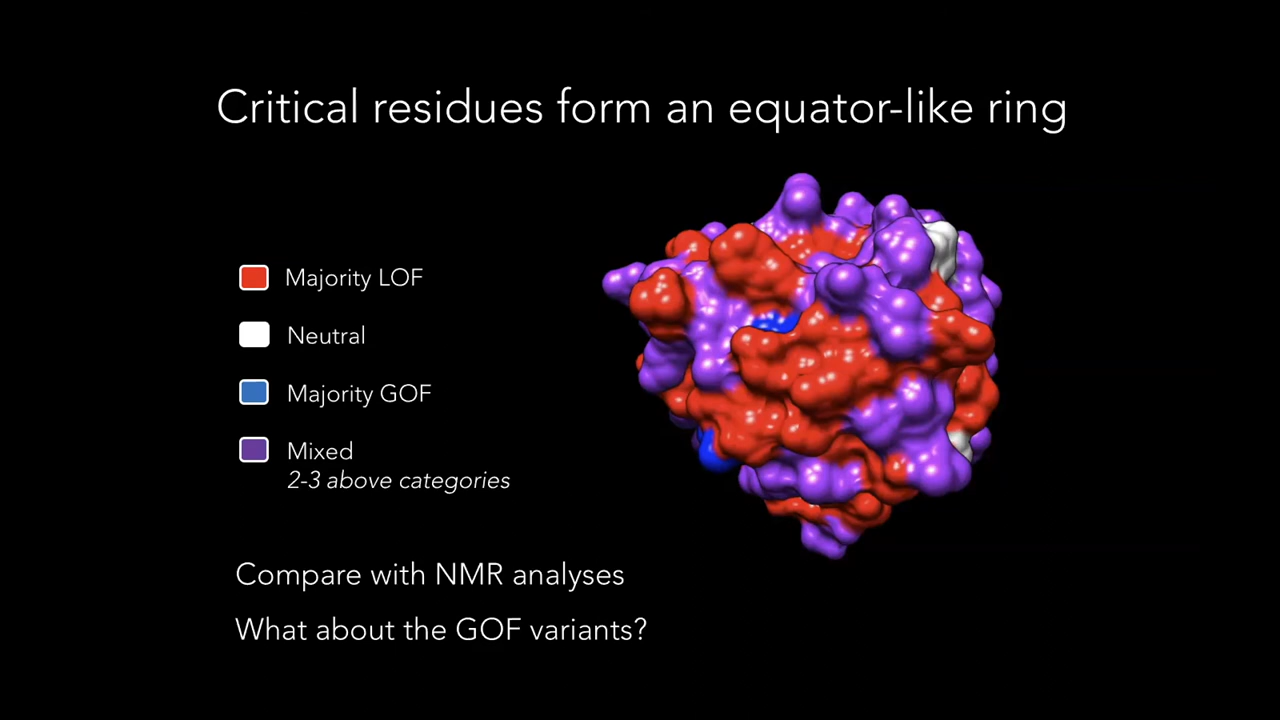 Critical residues form an equator-like ring
Majority LOF
Neutral
Majority GOF
Mixed
2-3 above categories
Compare with NMR analyses
What about the GOF variants?